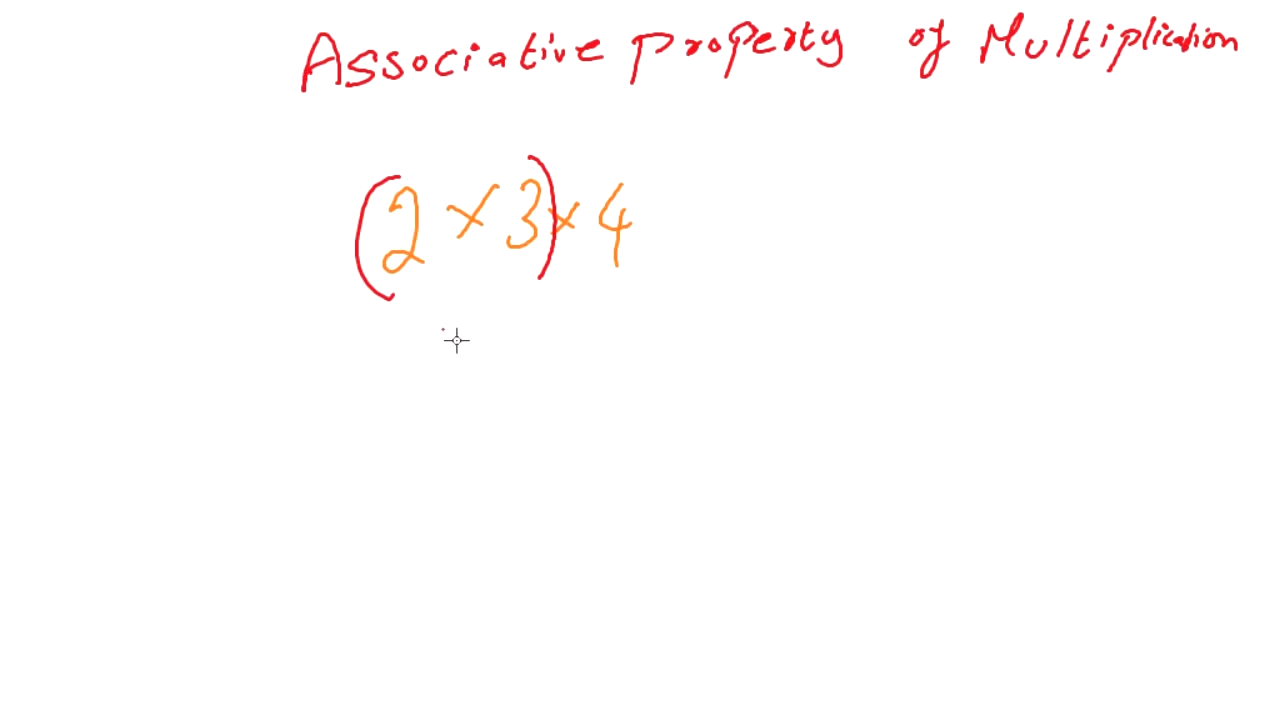 Associative Property of Multiplication
(2 × 3) × 4